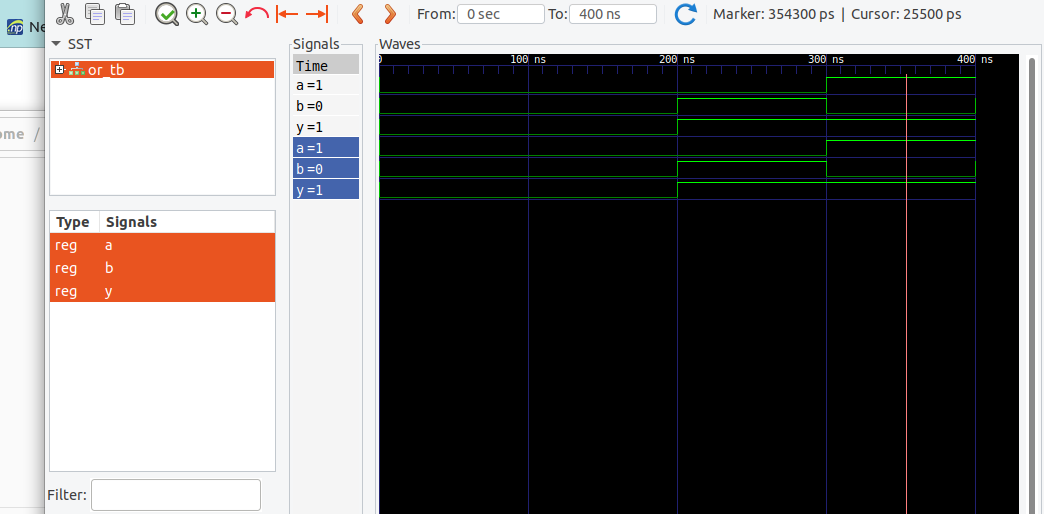 Ne
From: 0 sec To: 400 ns Marker: 354300 ps | Cursor: 25500 ps
SST
or_tb
Signals
Waves
Time
0 100 ns 200 ns 300 ns 400 ns
a =1
b =0
y =1
a =1
b =0
y =1
ome /
Type Signals
reg a
reg b
reg y
Filter: